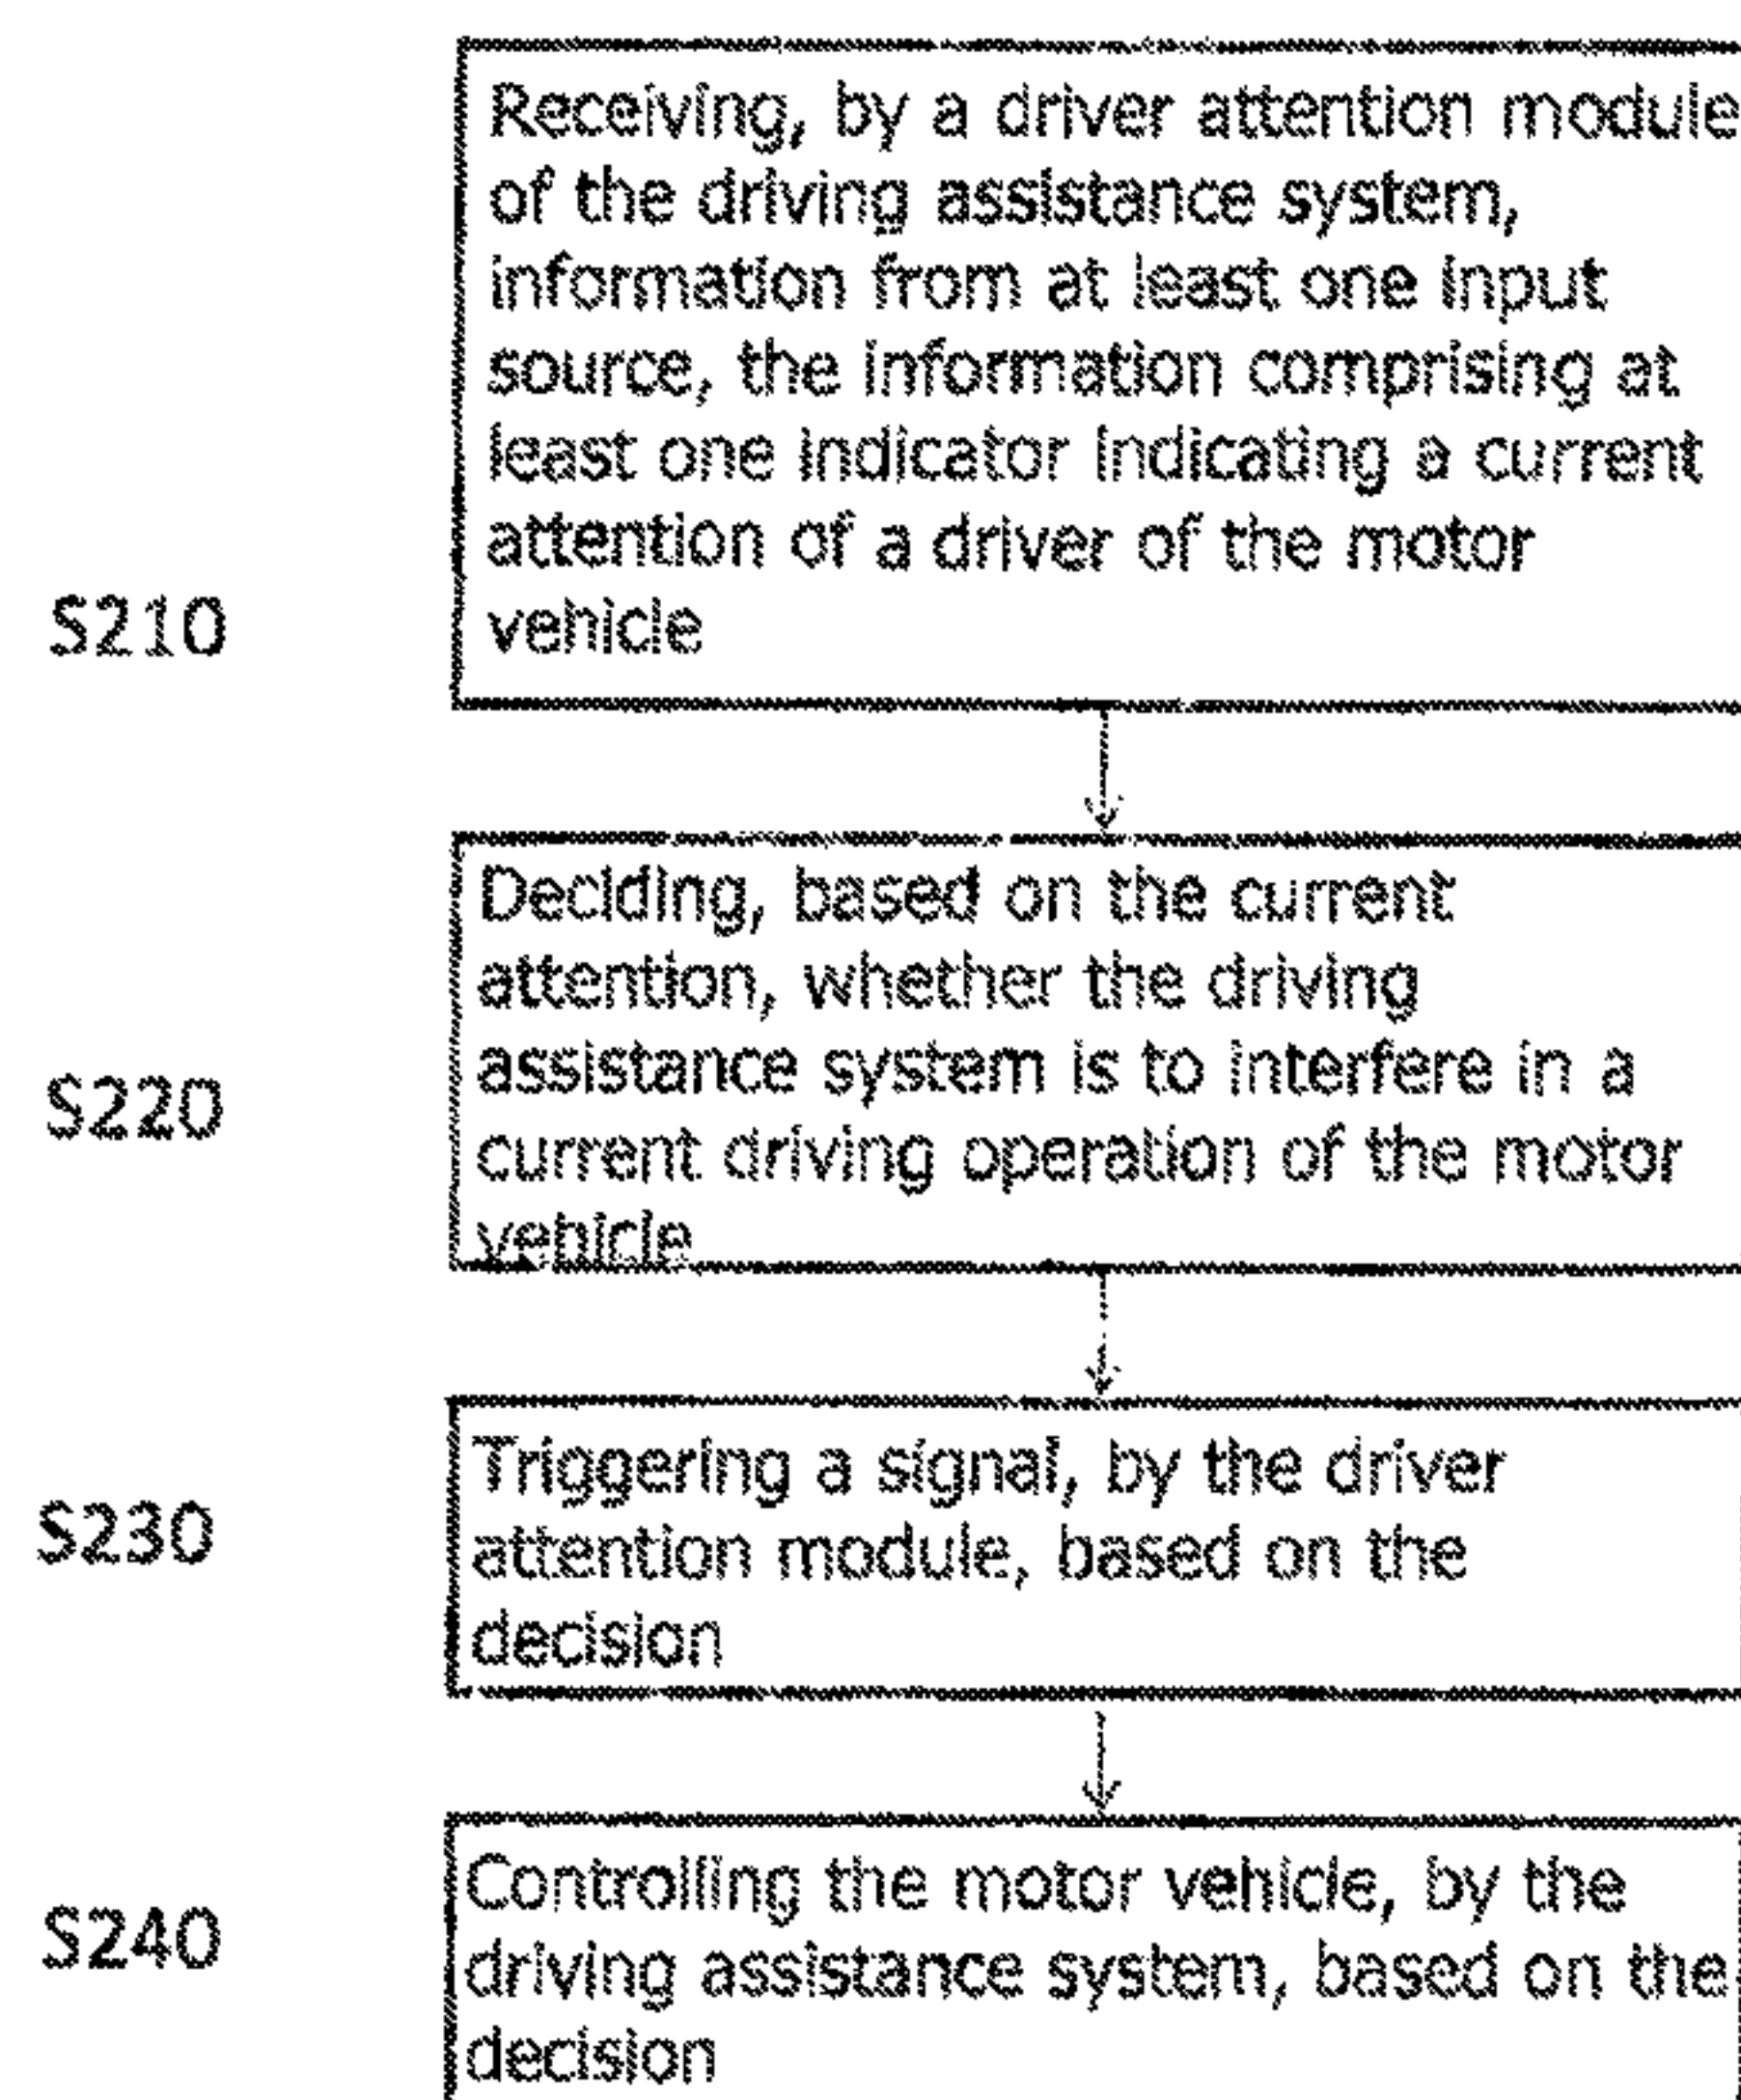 Receiving, by a driver attention module
of the driving assistance system,
information from at least one input
source, the information comprising at
least one indicator indicating a current
attention of a driver of the motor
S210
vehicle
Deciding, based on the current
attention, whether the driving
assistance system is to interfere in a
S220
current driving operation of the motor
vehicle
Triggering a signal, by the driver
S230
attention module, based on the
decision
Controlling the motor vehicle, by the
S240
driving assistance system, based on the
decision